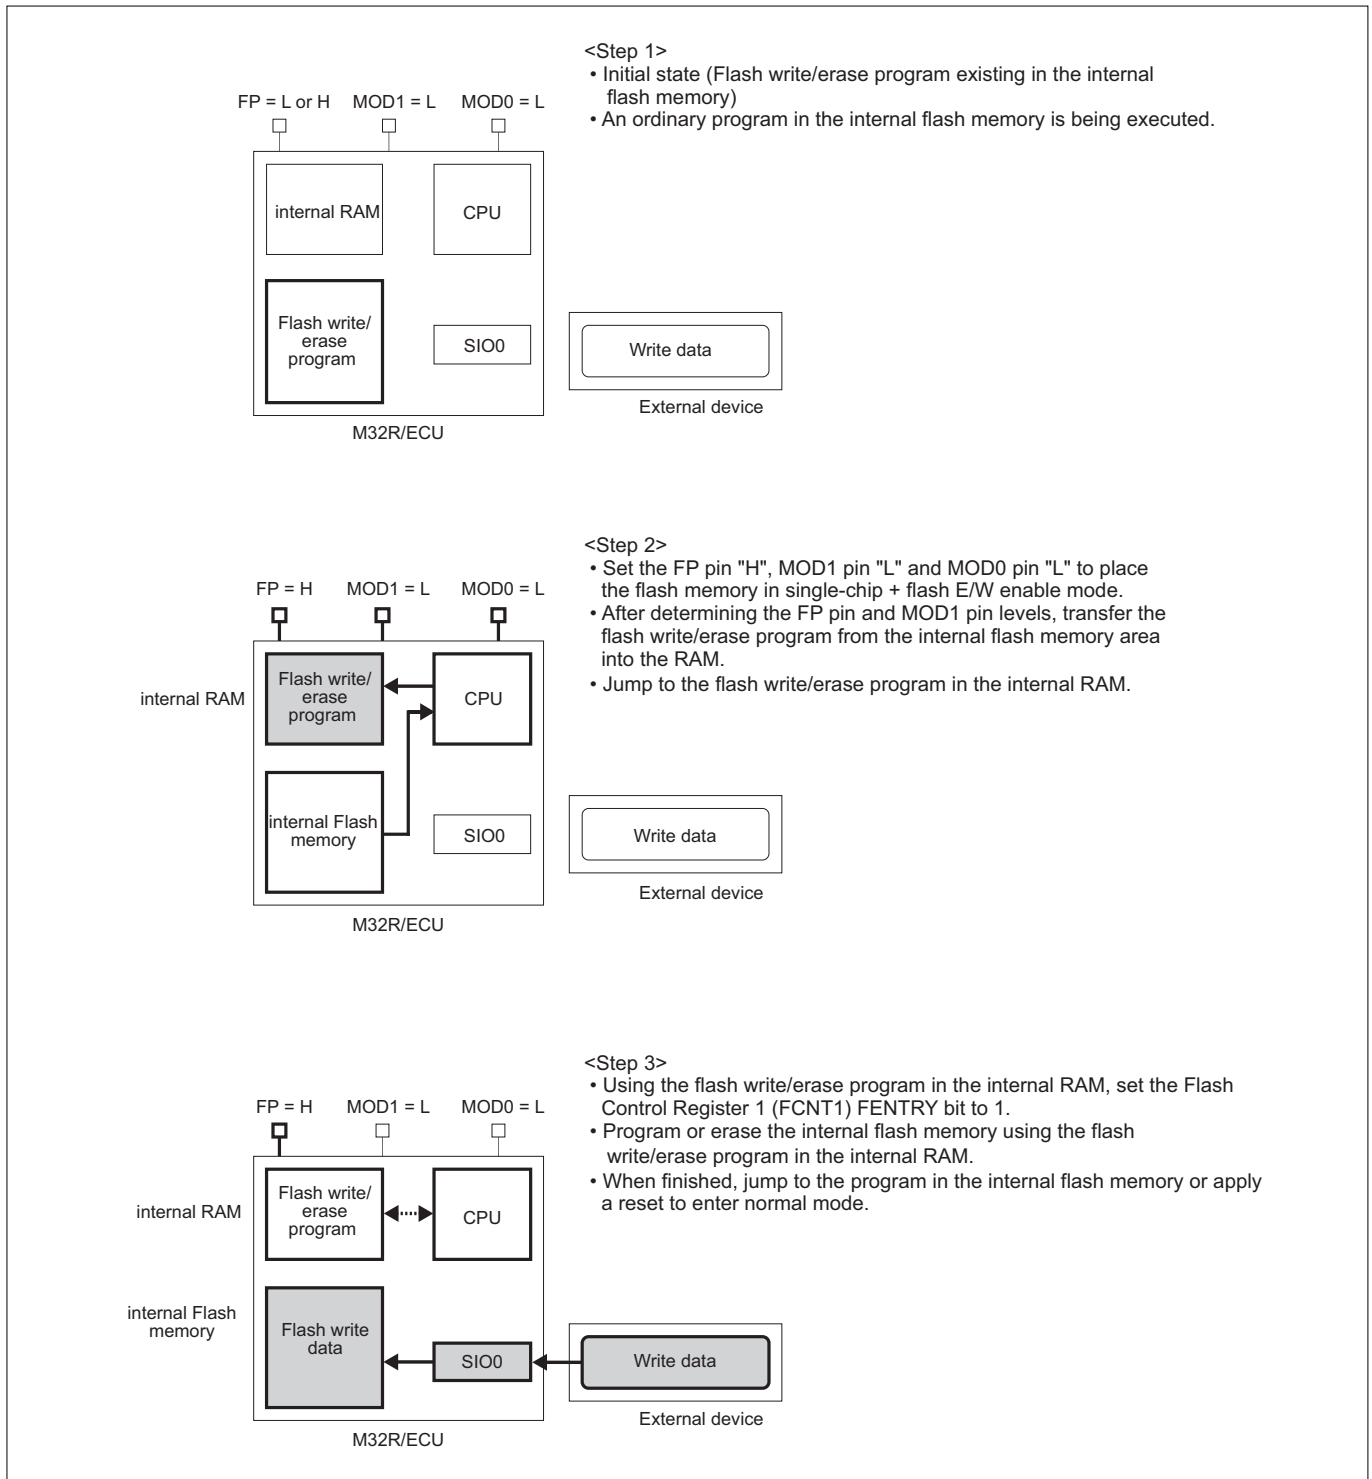 <Step 1>
• Initial state (Flash write/erase program existing in the internal
flash memory)
• An ordinary program in the internal flash memory is being executed.
FP = L or H MOD1 = L MOD0 = L
internal RAM
CPU
Flash write/
erase
program
SIO0
Write data
External device
M32R/ECU
<Step 2>
• Set the FP pin "H", MOD1 pin "L" and MOD0 pin "L" to place
the flash memory in single-chip + flash E/W enable mode.
• After determining the FP pin and MOD1 pin levels, transfer the
flash write/erase program from the internal flash memory area
into the RAM.
• Jump to the flash write/erase program in the internal RAM.
FP = H MOD1 = L MOD0 = L
internal RAM
Flash write/
erase
program
CPU
internal Flash
memory
SIO0
Write data
External device
M32R/ECU
<Step 3>
• Using the flash write/erase program in the internal RAM, set the Flash
Control Register 1 (FCNT1) FENTRY bit to 1.
• Program or erase the internal flash memory using the flash
write/erase program in the internal RAM.
• When finished, jump to the program in the internal flash memory or apply
a reset to enter normal mode.
FP = H MOD1 = L MOD0 = L
internal RAM
Flash write/
erase
program
CPU
internal Flash
memory
Flash write
data
SIO0
Write data
External device
M32R/ECU